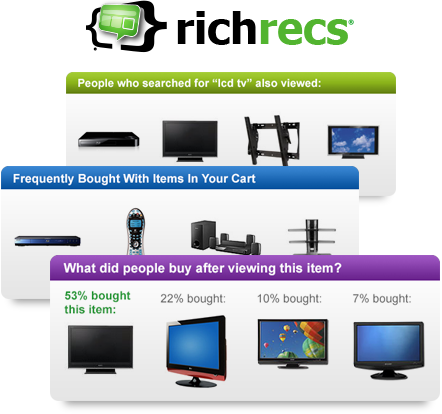 richrecs®
People who searched for “lcd tv” also viewed:
Frequently Bought With Items In Your Cart
What did people buy after viewing this item?
53% bought
this item:
22% bought:
10% bought:
7% bought: